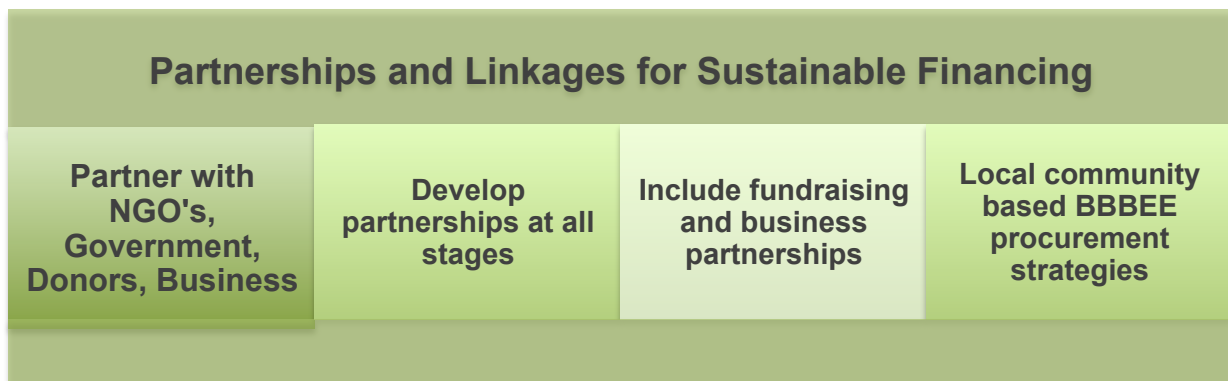 Partnerships and Linkages for Sustainable Financing
Partner with
NGO's,
Government,
Donors, Business
Develop
partnerships at all
stages
Include fundraising
and business
partnerships
Local community
based BBBEE
procurement
strategies